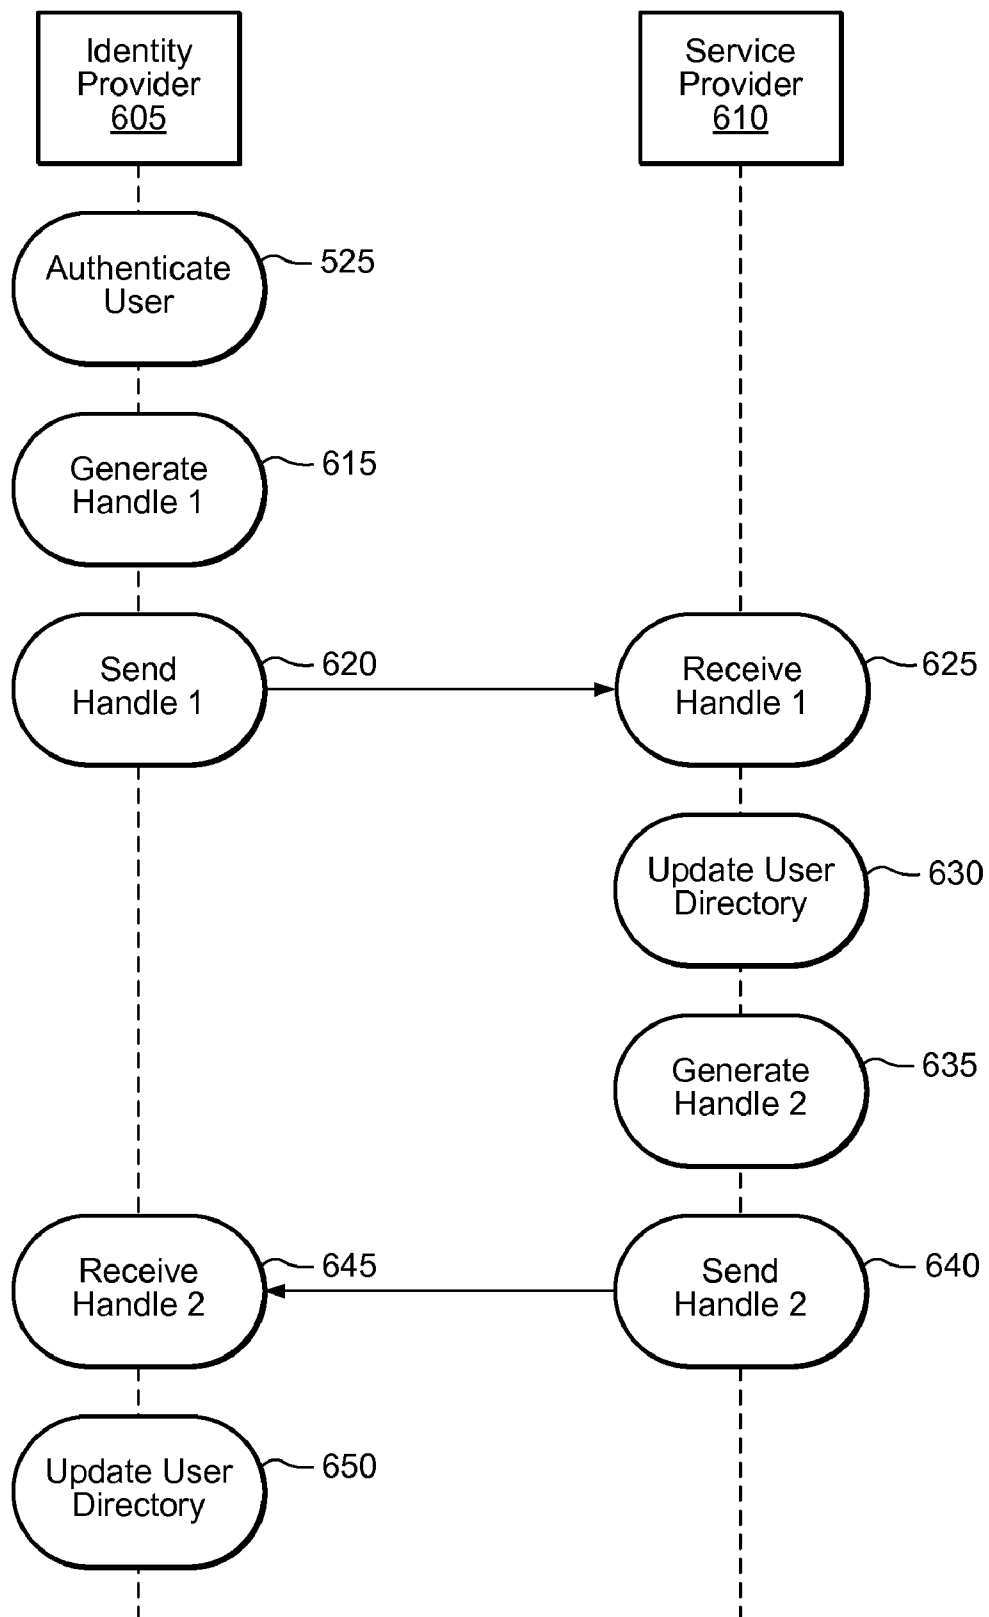 Identity
Provider
605
Service
Provider
610
Authenticate
User
525
Generate
Handle 1
615
Send
Handle 1
620
Receive
Handle 1
625
Update User
Directory
630
Generate
Handle 2
635
Receive
Handle 2
645
Send
Handle 2
640
Update User
Directory
650